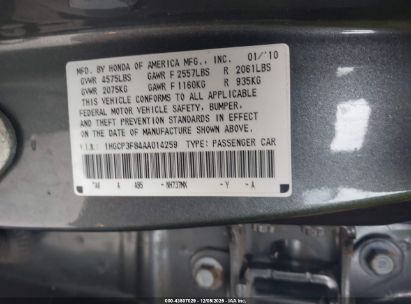 MFD. BY HONDA OF AMERICA MFG., INC. 01/'10
GVWR 4575LBS GAWR F 2557LBS R 2061LBS
GVWR 2075KG GAWR F 1160KG R 935KG
THIS VEHICLE CONFORMS TO ALL APPLICABLE
FEDERAL MOTOR VEHICLE SAFETY, BUMPER,
AND THEFT PREVENTION STANDARDS IN EFFECT
ON THE DATE OF MANUFACTURE SHOWN ABOVE.
V.I.N.: 1HGCP3F84AA014259 TYPE: PASSENGER CAR
A A95 - NH737MX - Y - A